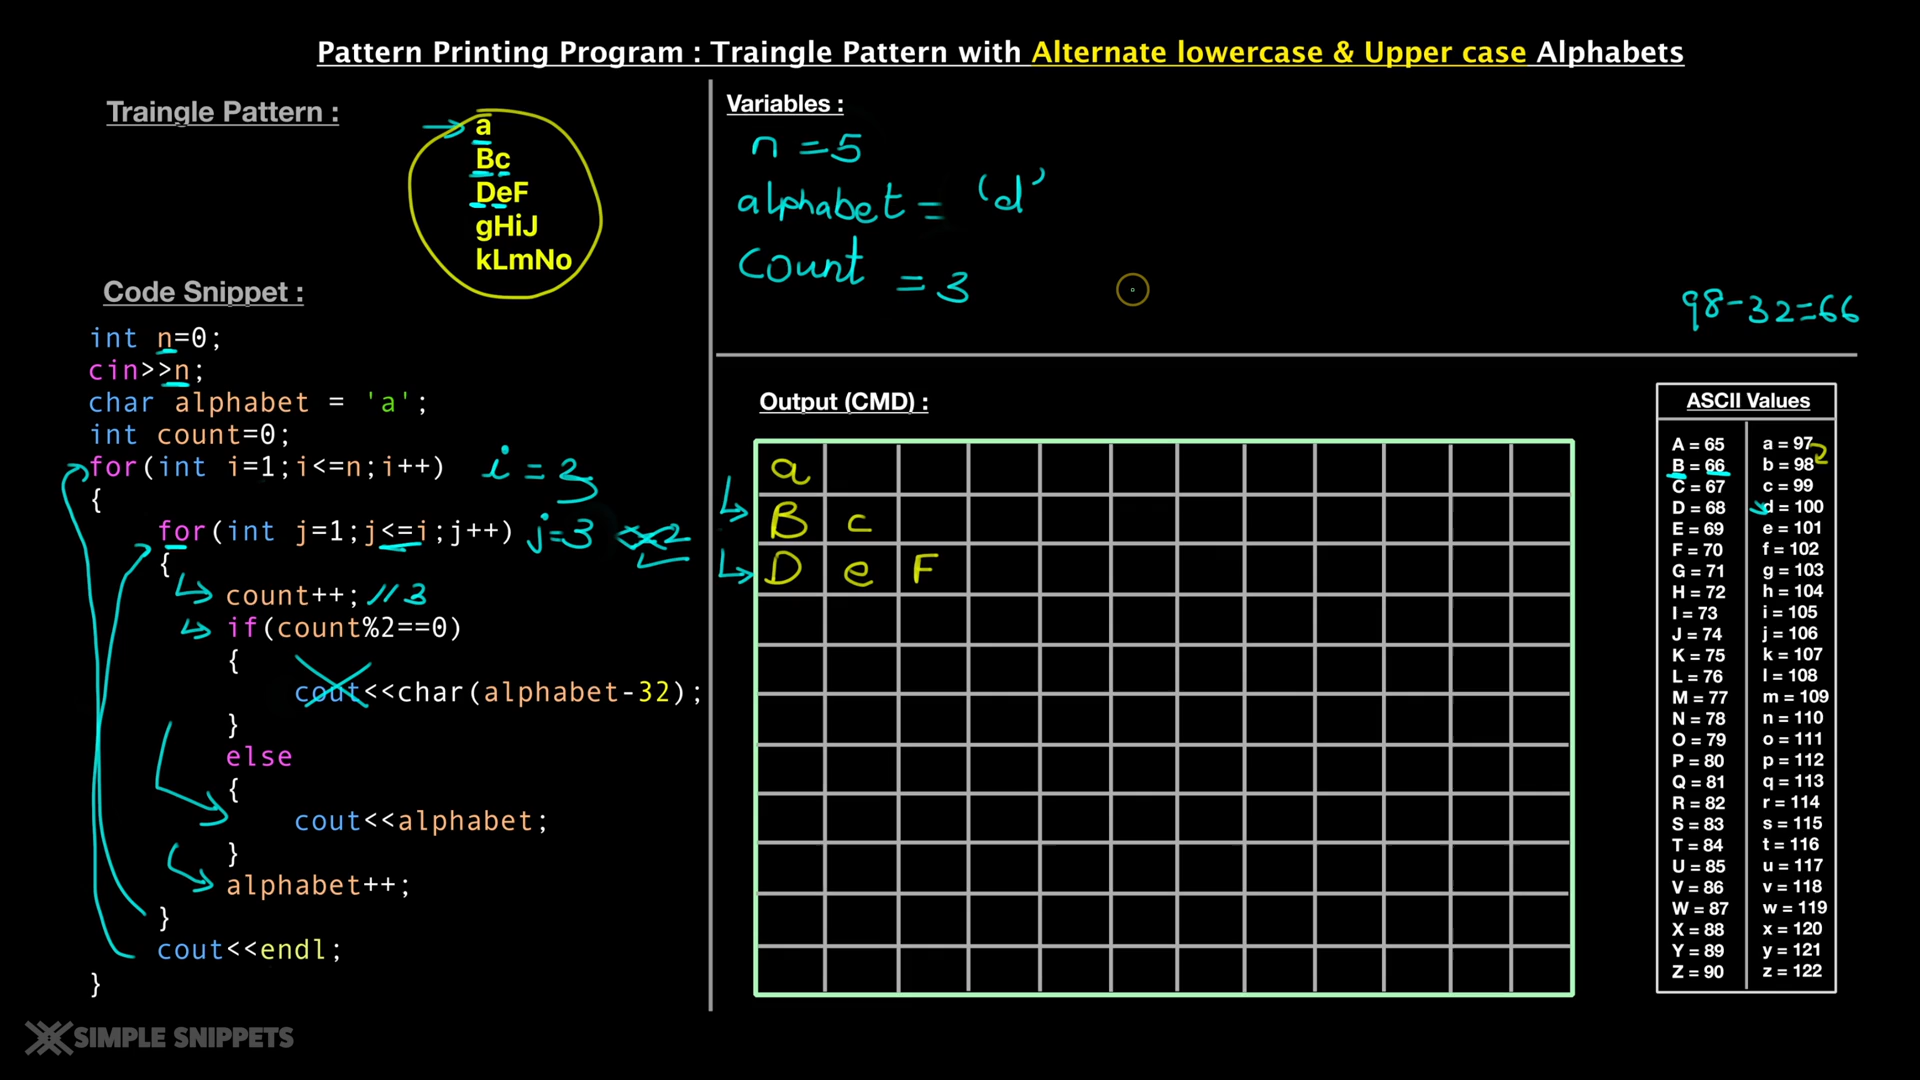 Pattern Printing Program : Traingle Pattern with Alternate lowercase & Upper case Alphabets
Traingle Pattern :
a
Bc
DeF
gHiJ
kLmNo
Code Snippet :
int n=0;
cin>>n;
char alphabet = 'a';
int count=0;
for(int i=1;i<=n;i++) i = 3
{
for(int j=1;j<=i;j++) j=3 2
{
count++; //3
if(count%2==0)
{
cout<<char(alphabet-32);
}
else
{
cout<<alphabet;
}
alphabet++;
}
cout<<endl;
}
SIMPLE SNIPPETS
Variables :
n =5
alphabet = 'd'
Count = 3
98-32=66
Output (CMD) :
a
B c
D e F
ASCII Values
A = 65 a = 97
B = 66 b = 98
C = 67 c = 99
D = 68 d = 100
E = 69 e = 101
F = 70 f = 102
G = 71 g = 103
H = 72 h = 104
I = 73 i = 105
J = 74 j = 106
K = 75 k = 107
L = 76 l = 108
M = 77 m = 109
N = 78 n = 110
O = 79 o = 111
P = 80 p = 112
Q = 81 q = 113
R = 82 r = 114
S = 83 s = 115
T = 84 t = 116
U = 85 u = 117
V = 86 v = 118
W = 87 w = 119
X = 88 x = 120
Y = 89 y = 121
Z = 90 z = 122